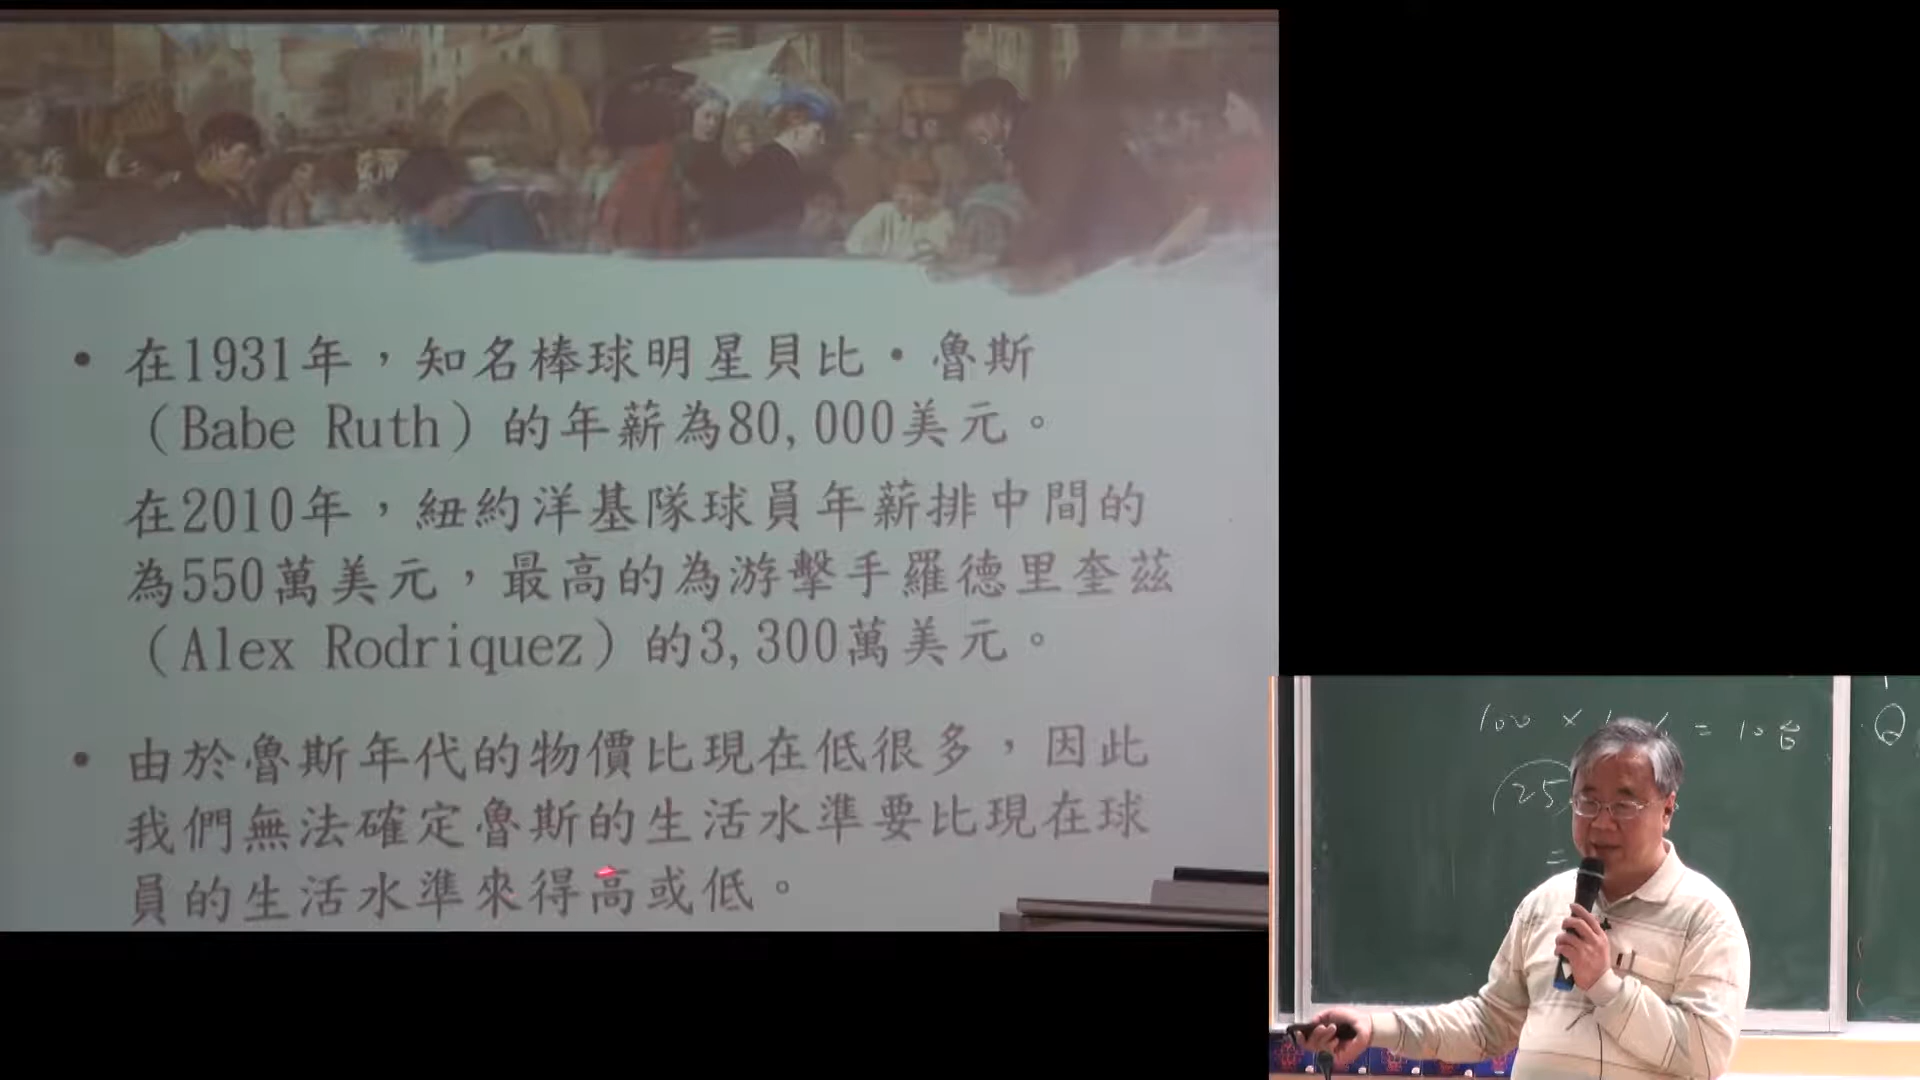 • 在1931年，知名棒球明星貝比•魯斯
（Babe Ruth）的年薪為80,000美元。
在2010年，紐約洋基隊球員年薪排中間的
為550萬美元，最高的為游擊手羅德里奎茲
（Alex Rodriquez）的3,300萬美元。
• 由於魯斯年代的物價比現在低很多，因此
我們無法確定魯斯的生活水準要比現在球
員的生活水準來得高或低。
100 ×
25
=
Q